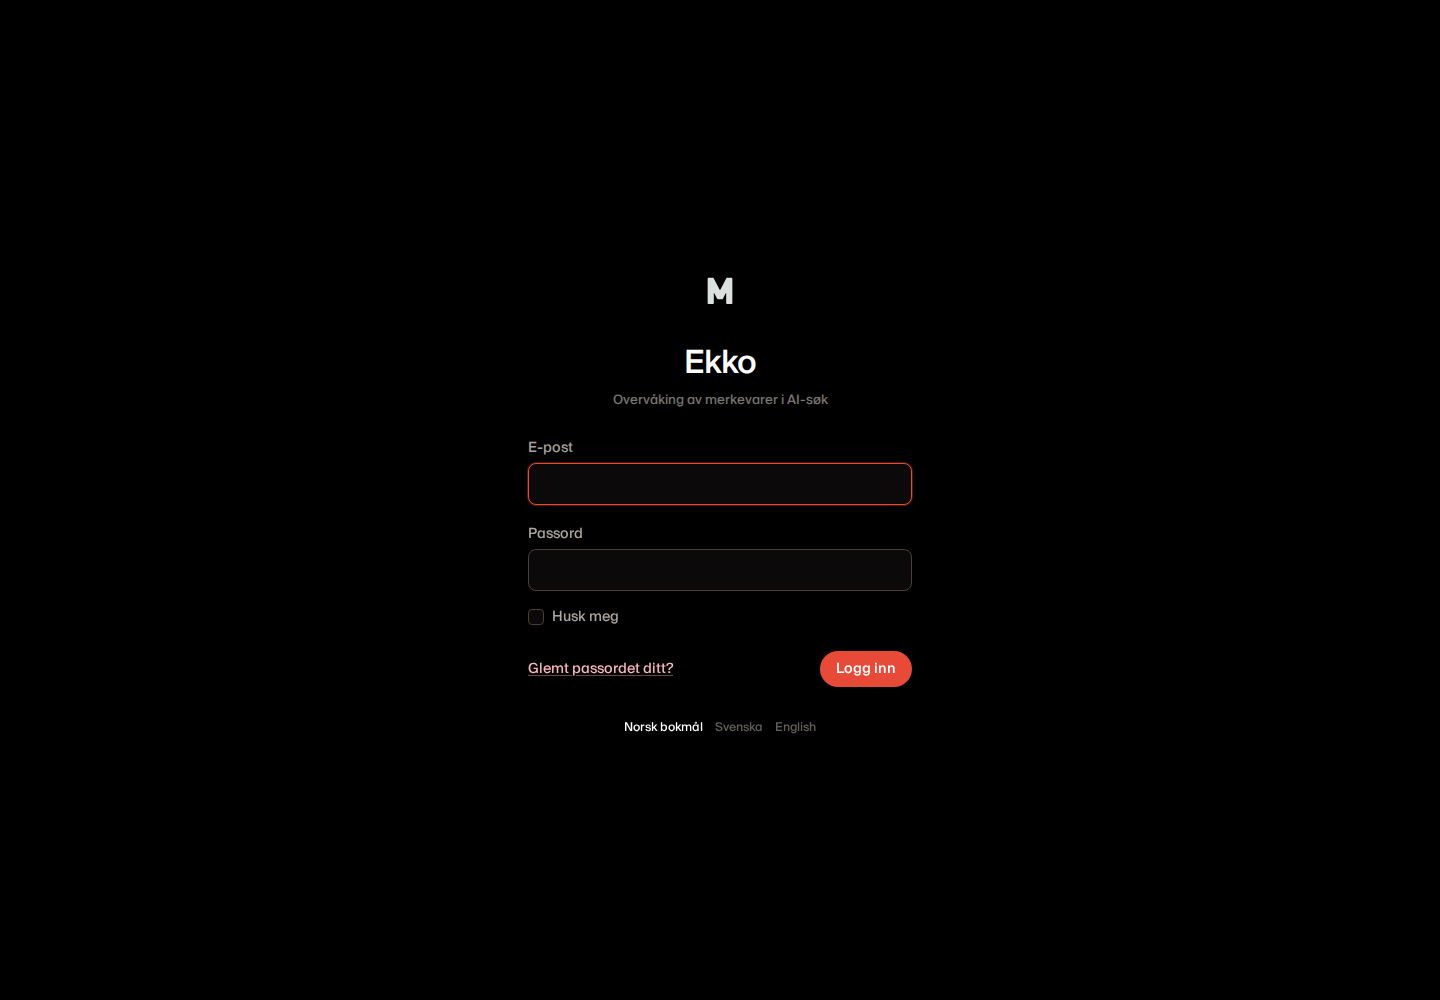 M
Ekko
Overvåking av merkevarer i AI-søk
E-post
Passord
Husk meg
Glemt passordet ditt? Logg inn
Norsk bokmål Svenska English